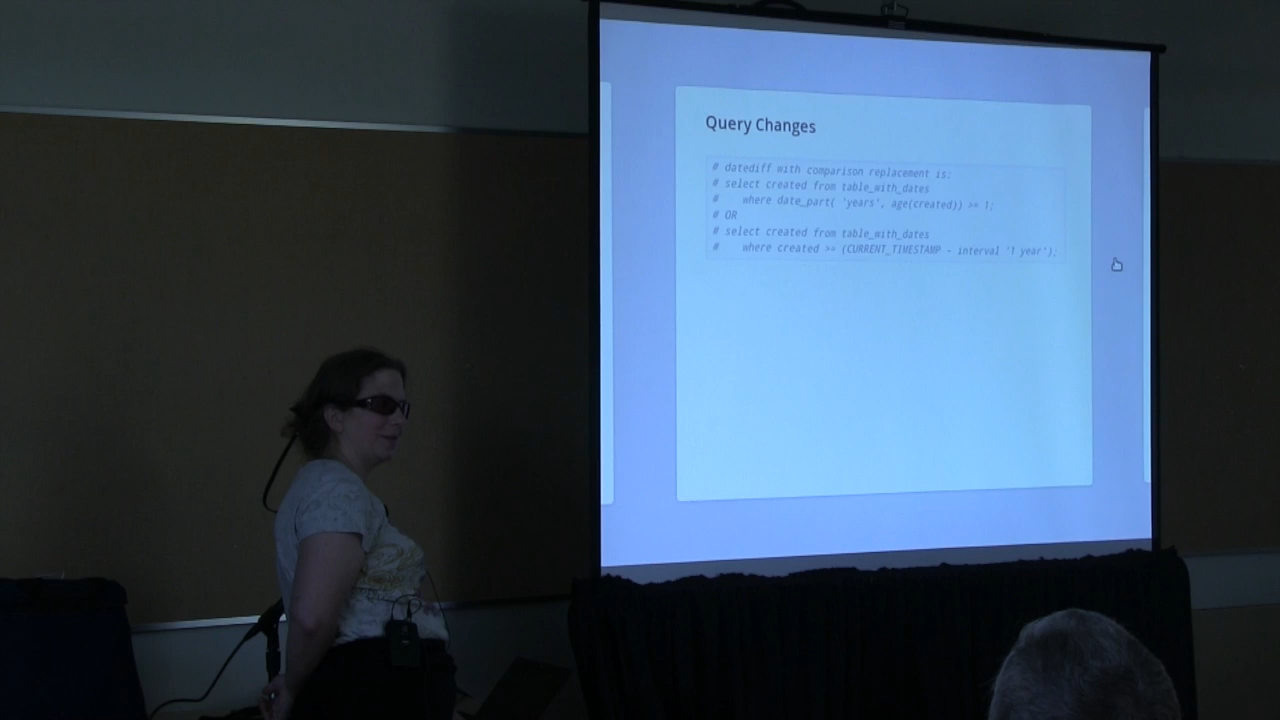 Query Changes
# datediff with comparison replacement is:
# select created from table_with_dates
#    where date_part( 'years', age(created)) >= 1;
# OR
# select created from table_with_dates
#    where created >= (CURRENT_TIMESTAMP - interval '1 year');